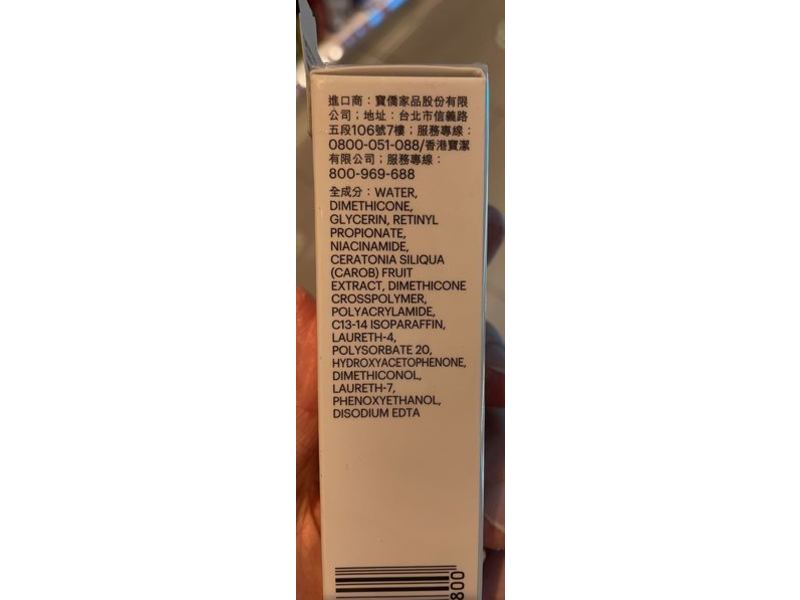 進口商：寶僑家品股份有限
公司；地址：台北市信義路
五段106號7樓；服務專線：
0800-051-088/香港寶潔
有限公司；服務專線：
800-969-688
全成分：WATER,
DIMETHICONE,
GLYCERIN, RETINYL
PROPIONATE,
NIACINAMIDE,
CERATONIA SILIQUA
(CAROB) FRUIT
EXTRACT, DIMETHICONE
CROSSPOLYMER,
POLYACRYLAMIDE,
C13-14 ISOPARAFFIN,
LAURETH-4,
POLYSORBATE 20,
HYDROXYACETOPHENONE,
DIMETHICONOL,
LAURETH-7,
PHENOXYETHANOL,
DISODIUM EDTA
800